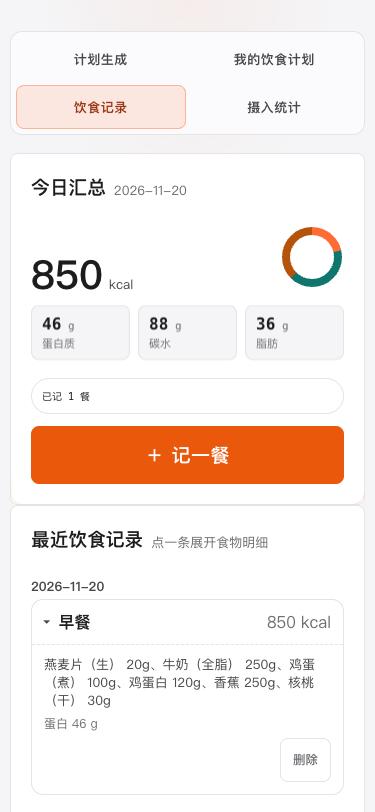 计划生成
我的饮食计划
饮食记录
摄入统计
今日汇总 2026-11-20
850 kcal
46 g
蛋白质
88 g
碳水
36 g
脂肪
已记 1 餐
+ 记一餐
最近饮食记录 点一条展开食物明细
2026-11-20
早餐 850 kcal
燕麦片（生） 20g、牛奶（全脂） 250g、鸡蛋
（煮） 100g、鸡蛋白 120g、香蕉 250g、核桃
（干） 30g
蛋白 46 g
删除